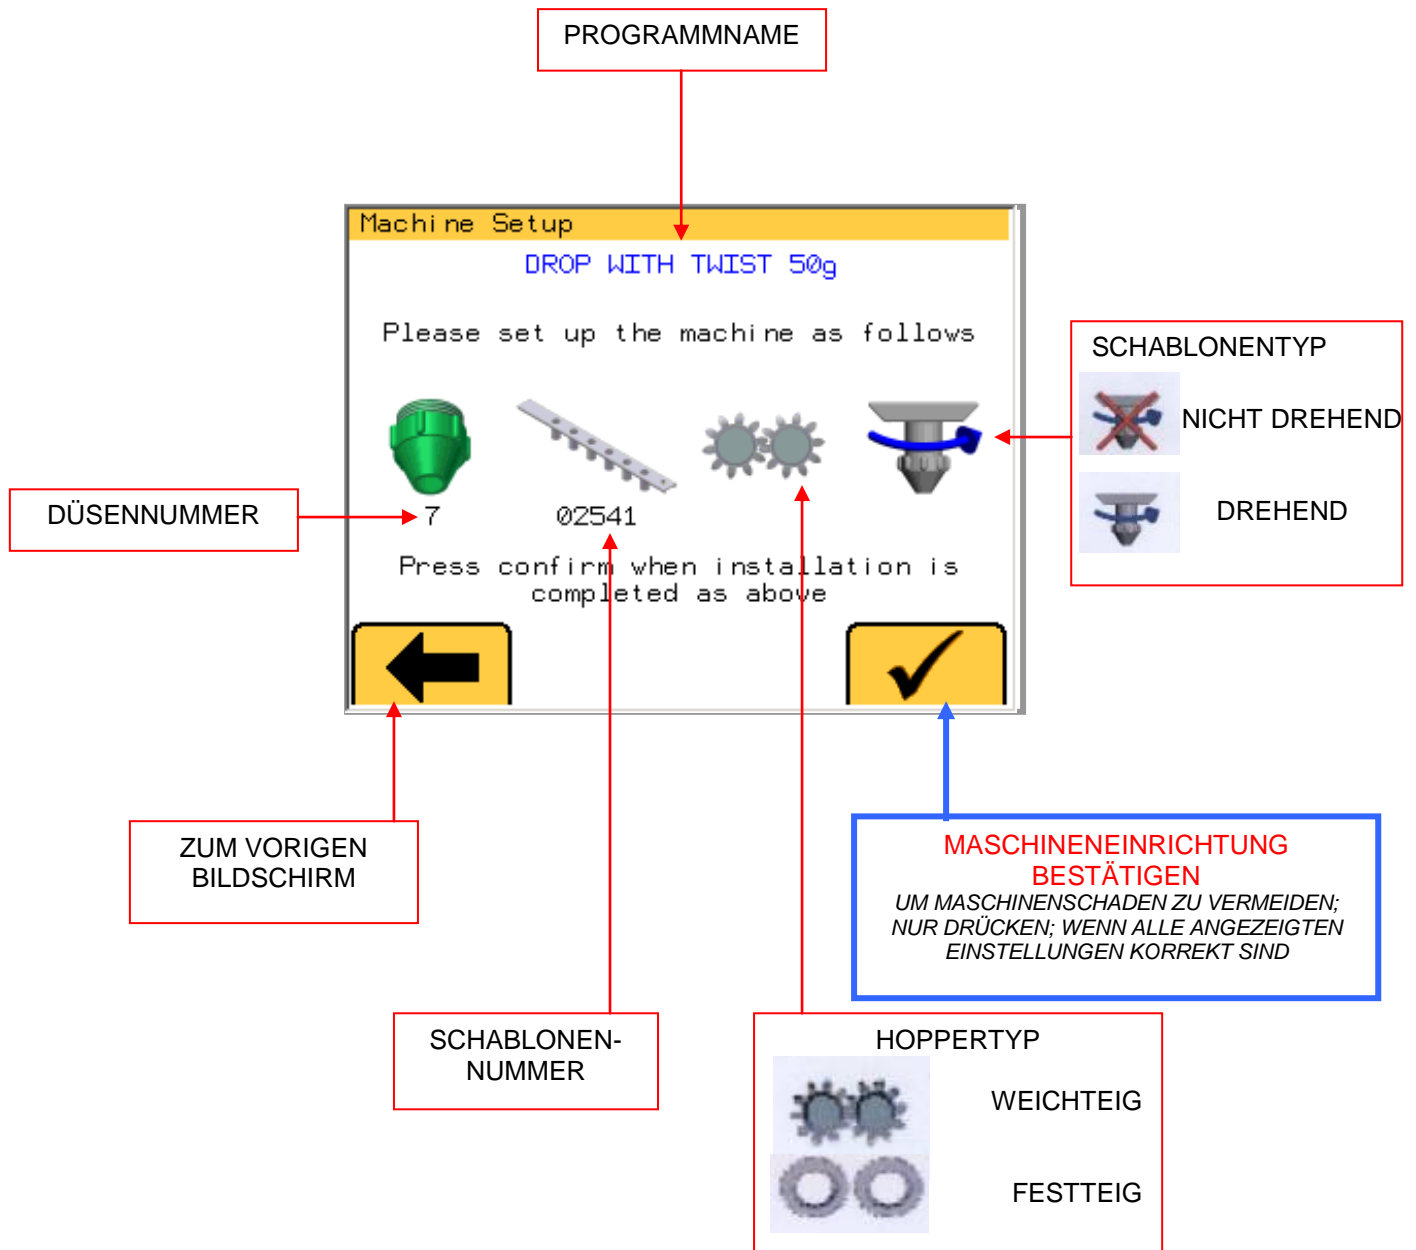 PROGRAMMNAME
Machine Setup
DROP WITH TWIST 50g
Please set up the machine as follows
SCHABLONENTYP
NICHT DREHEND
DREHEND
DÜSENNUMMER
7
02541
Press confirm when installation is
completed as above
ZUM VORIGEN
BILDSCHIRM
MASCHINENEINRICHTUNG
BESTÄTIGEN
UM MASCHINENSCHADEN ZU VERMEIDEN;
NUR DRÜCKEN; WENN ALLE ANGEZEIGTEN
EINSTELLUNGEN KORREKT SIND
SCHABLONEN-
NUMMER
HOPPERTYP
WEICHTEIG
FESTTEIG